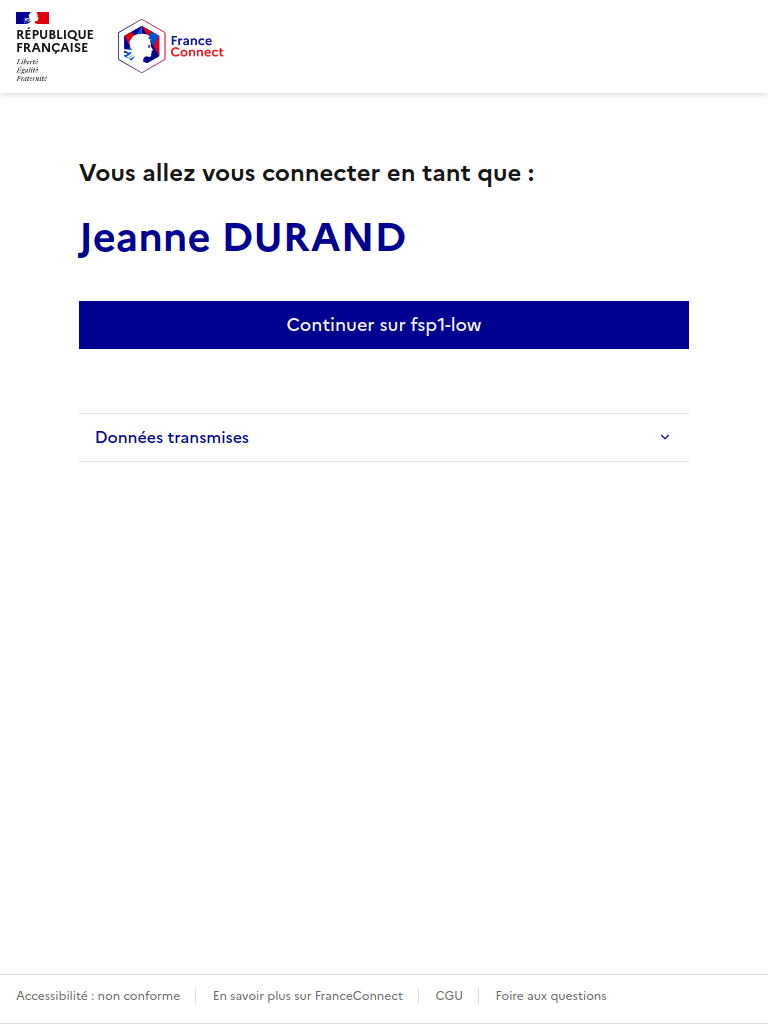 RÉPUBLIQUE
FRANÇAISE
Liberté
Égalité
Fraternité
France
Connect
Vous allez vous connecter en tant que :
Jeanne DURAND
Continuer sur fsp1-low
Données transmises
Accessibilité : non conforme
En savoir plus sur FranceConnect
CGU
Foire aux questions